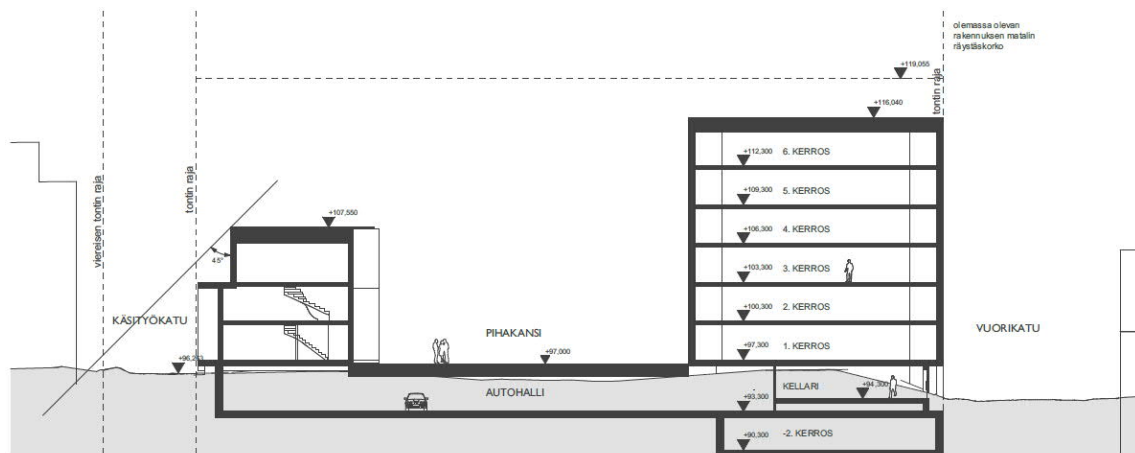 olemassa olevan
rakennuksen matalin
räystäskorko
+119,055
tontin raja
+116,040
+112,300 6. KERROS
+109,300 5. KERROS
+106,300 4. KERROS
+103,300 3. KERROS
+100,300 2. KERROS
+97,300 1. KERROS
viereisen tontin raja
tontin raja
+107,550
45°
KÄSITYÖKATU
PIHAKANSI
VUORIKATU
+97,000
AUTOHALLI
KELLARI
+94,300
+93,300
+90,300 -2. KERROS